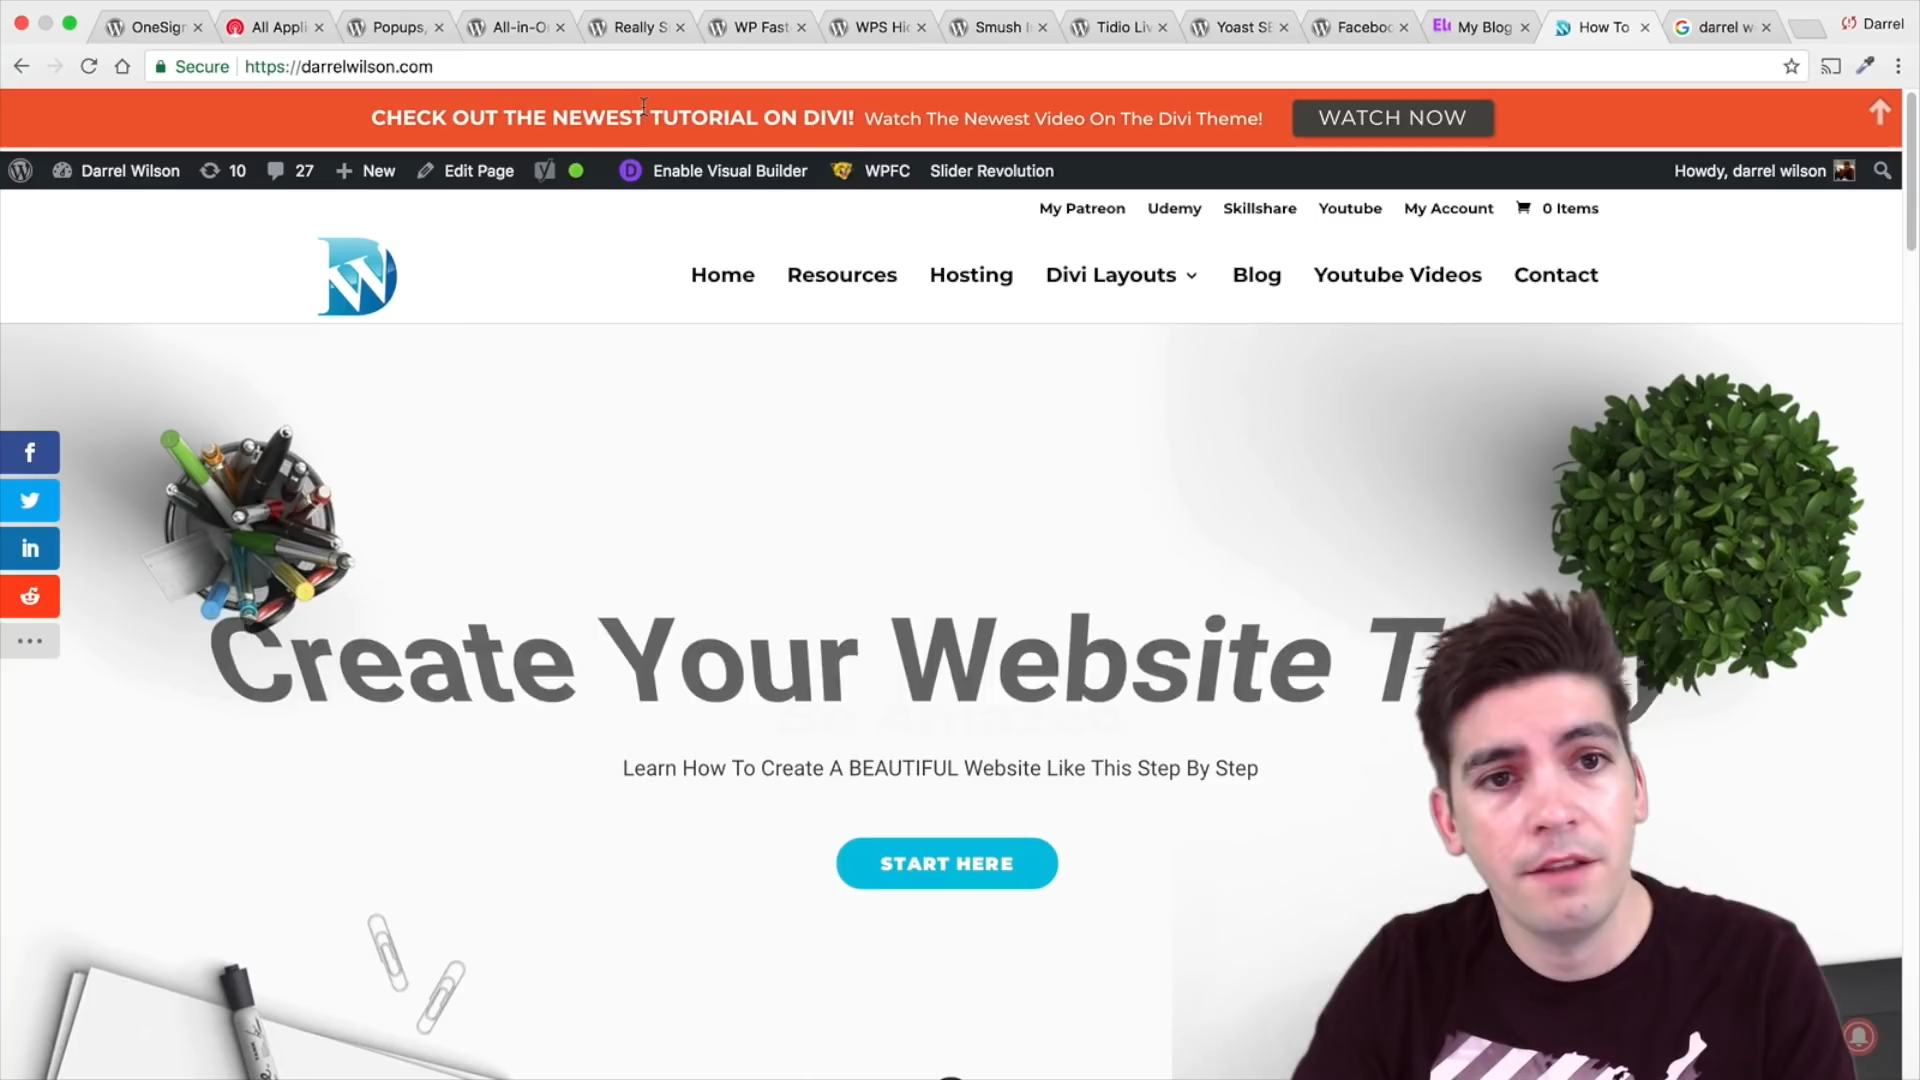 OneSign
All Appli
Popups,
All-in-O
Really S
WP Fast
WPS Hid
Smush I
Tidio Liv
Yoast SE
Faceboo
My Blog
How To
darrel w
Darrel
Secure
https://darrelwilson.com
CHECK OUT THE NEWEST TUTORIAL ON DIVI! Watch The Newest Video On The Divi Theme! WATCH NOW
Darrel Wilson 10 27 New Edit Page Enable Visual Builder WPFC Slider Revolution Howdy, darrel wilson
My Patreon Udemy Skillshare Youtube My Account 0 Items
Home Resources Hosting Divi Layouts Blog Youtube Videos Contact
Create Your Website T
Learn How To Create A BEAUTIFUL Website Like This Step By Step
START HERE